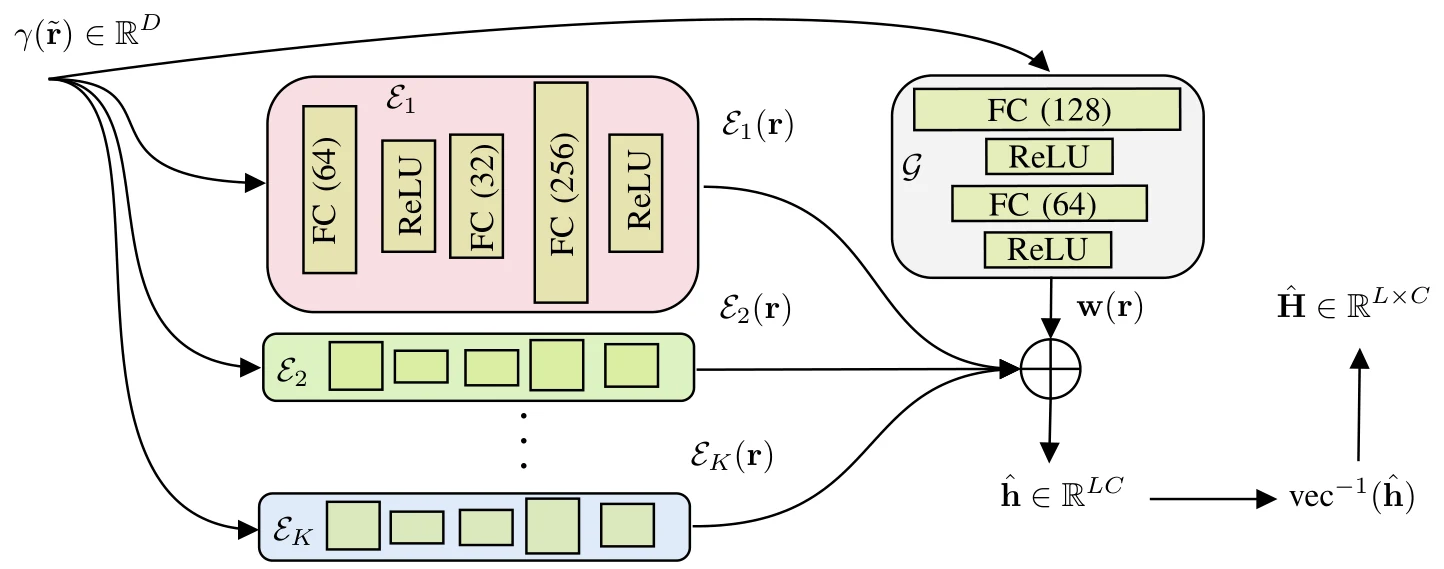 γ(r̃) ∈ ℝ^D
ℰ_1
FC (64)
ReLU
FC (32)
FC (256)
ReLU
ℰ_1(r)
FC (128)
ReLU
𝒢
FC (64)
ReLU
w(r)
ℰ_2(r)
ℰ_2
ℰ_K(r)
ℰ_K
ĥ ∈ ℝ^{LC}
vec^{−1}(ĥ)
Ĥ ∈ ℝ^{L×C}